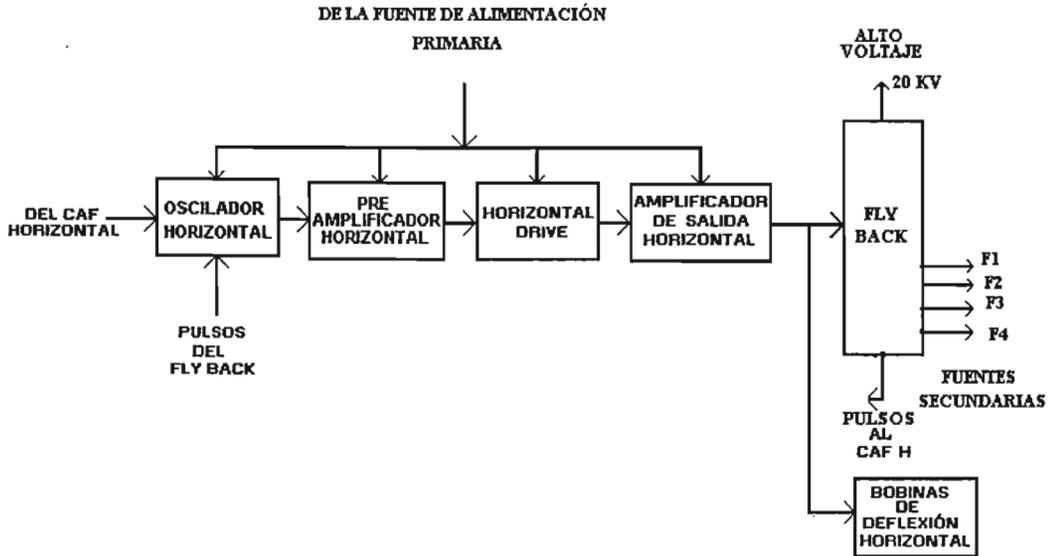 DE LA FUENTE DE ALIMENTACIÓN
PRIMARIA
ALTO
VOLTAJE
20 KV
DEL CAF
HORIZONTAL
OSCILADOR
HORIZONTAL
PRE
AMPLIFICADOR
HORIZONTAL
HORIZONTAL
DRIVE
AMPLIFICADOR
DE SALIDA
HORIZONTAL
FLY
BACK
F1
F2
F3
F4
PULSOS
DEL
FLY BACK
FUENTES
SECUNDARIAS
PULSOS
AL
CAF H
BOBINAS
DE
DEFLEXIÓN
HORIZONTAL